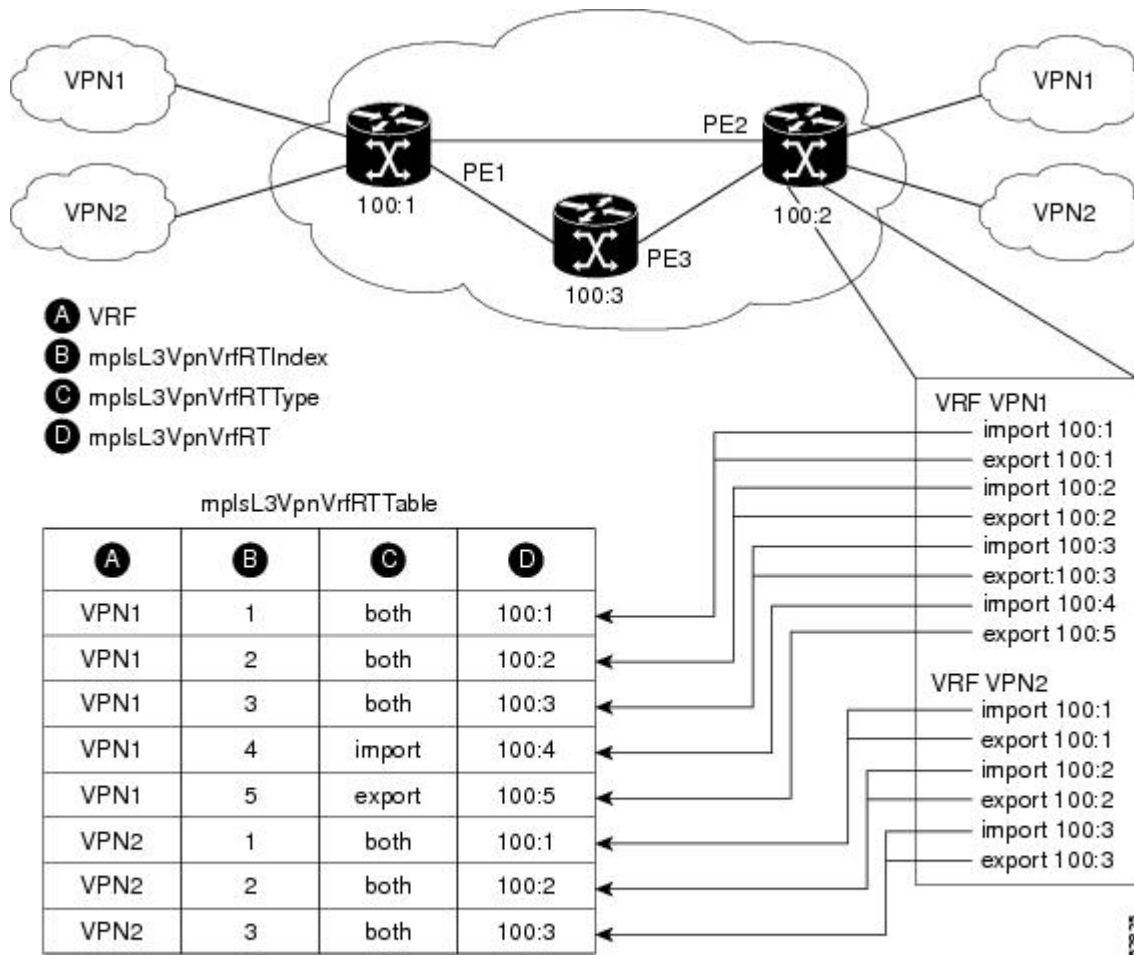 VPN1
VPN1
PE2
PE1
VPN2
100:1
100:2
VPN2
PE3
100:3
A VRF
B mplsL3VpnVrfRTIndex
C mplsL3VpnVrfRTType
D mplsL3VpnVrfRT
VRF VPN1
import 100:1
export 100:1
import 100:2
export 100:2
import 100:3
export:100:3
import 100:4
export 100:5
VRF VPN2
import 100:1
export 100:1
import 100:2
export 100:2
import 100:3
export 100:3
mplsL3VpnVrfRTTable
A B C D
VPN1 1 both 100:1
VPN1 2 both 100:2
VPN1 3 both 100:3
VPN1 4 import 100:4
VPN1 5 export 100:5
VPN2 1 both 100:1
VPN2 2 both 100:2
VPN2 3 both 100:3